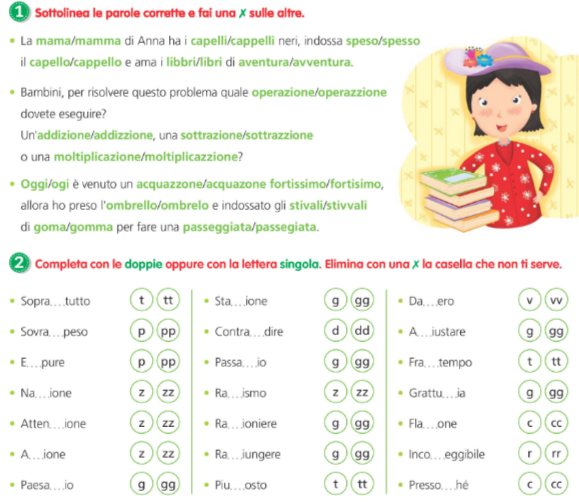 1 Sottolinea le parole corrette e fai una ✗ sulle altre.
• La mama/mamma di Anna ha i capelli/cappelli neri, indossa speso/spesso
il capello/cappello e ama i libbri/libri di aventura/avventura.
• Bambini, per risolvere questo problema quale operazione/operazzione
dovete eseguire?
Un'addizione/addizzione, una sottrazione/sottrazzione
o una moltiplicazione/moltiplicazzione?
• Oggi/ogi è venuto un acquazzone/acquazone fortissimo/fortisimo,
allora ho preso l'ombrello/ombrelo e indossato gli stivali/stivvali
di goma/gomma per fare una passeggiata/passegiata.
2 Completa con le doppie oppure con la lettera singola. Elimina con una ✗ la casella che non ti serve.
• Sopra....tutto t tt • Sta....ione g gg • Da....ero v vv
• Sovra....peso p pp • Contra....dire d dd • A....iustare g gg
• E....pure p pp • Passa....io g gg • Fra....tempo t tt
• Na....ione z zz • Ra....ismo z zz • Grattu....ia g gg
• Atten....ione z zz • Ra....ioniere g gg • Fla....one c cc
• A....ione z zz • Ra....iungere g gg • Inco....eggibile r rr
• Paesa....io g gg • Piu....osto t tt • Presso....hé c cc